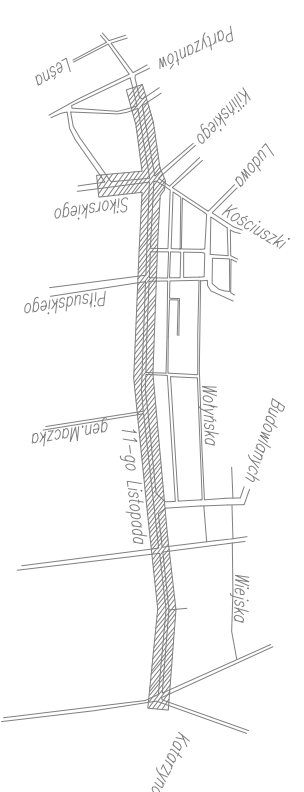 Partyzantów
Leśna
Kilińskiego
Ludowa
Kościuszki
Sikorskiego
Piłsudskiego
gen.Maczka
11-go Listopada
Wołyńska
Budowlanych
Wiejska